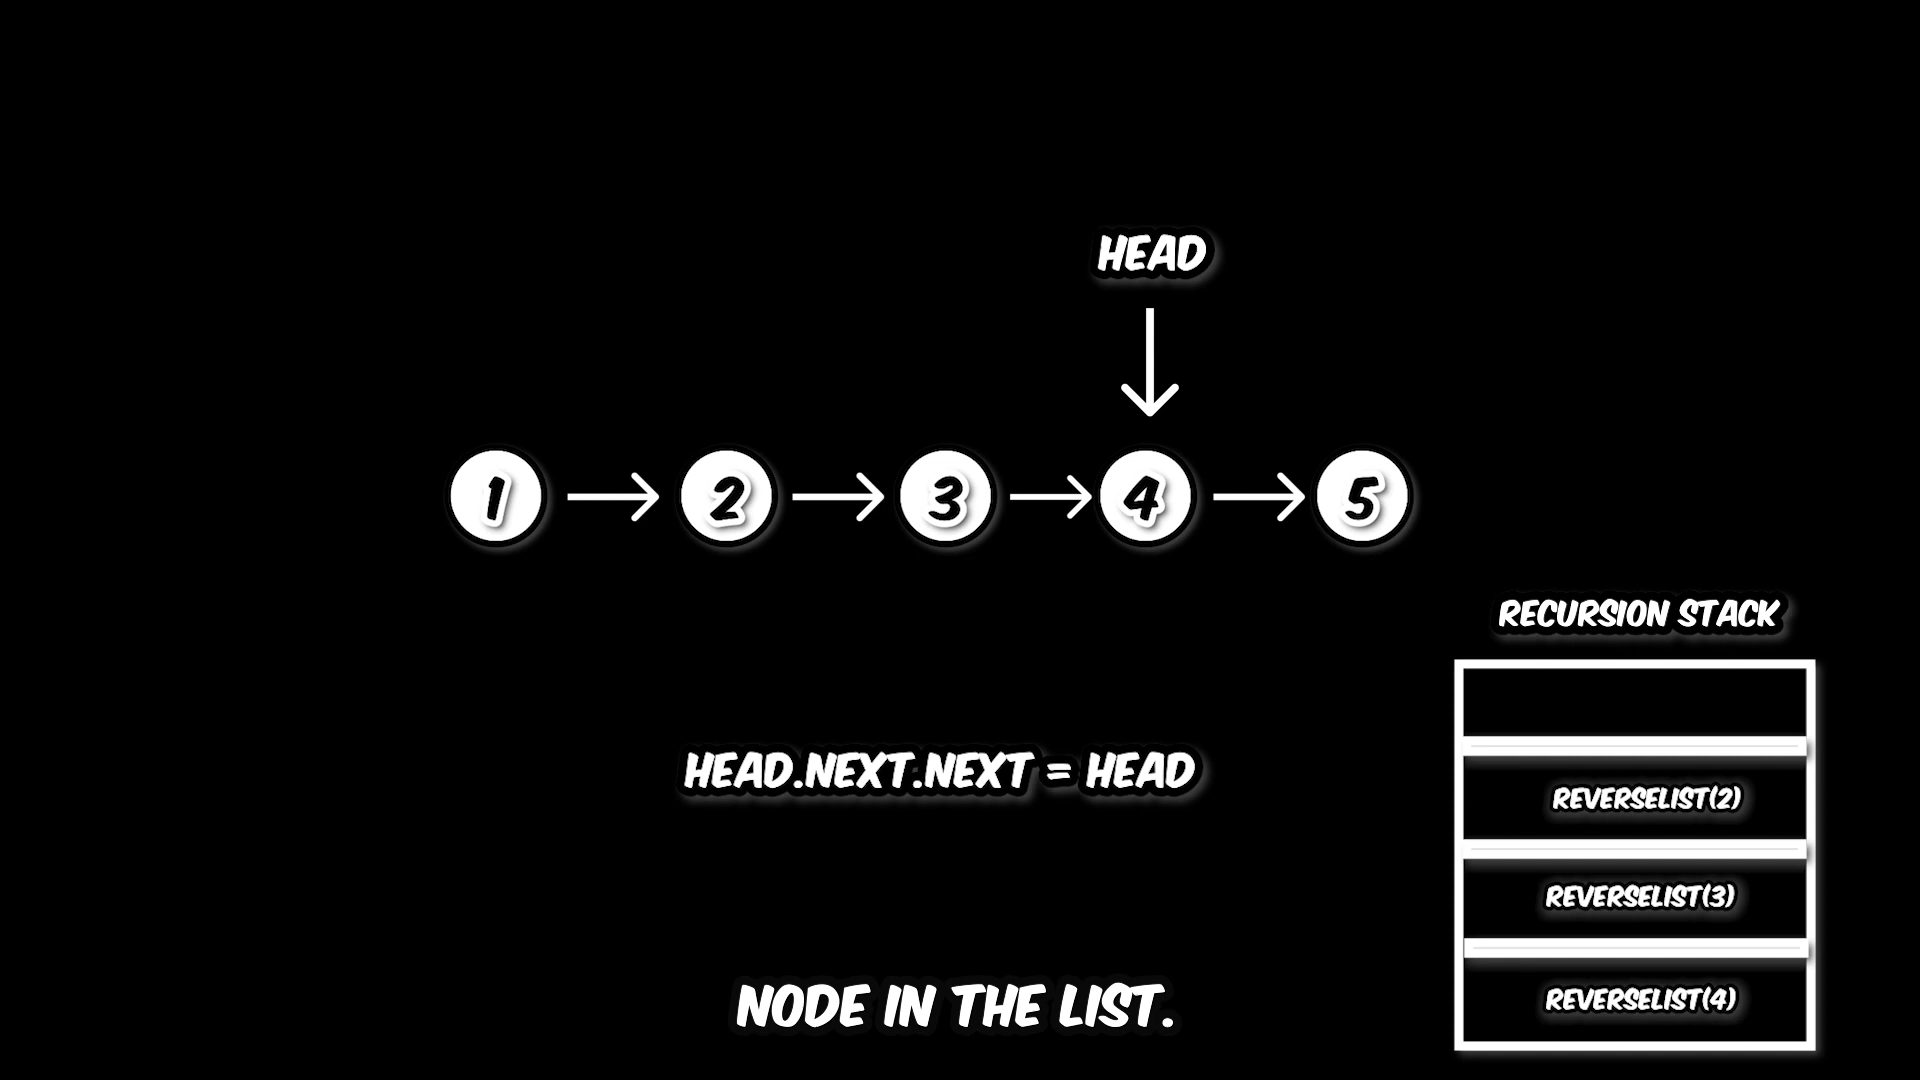 HEAD
1 2 3 4 5
RECURSION STACK
HEAD.NEXT.NEXT = HEAD
REVERSELIST(2)
REVERSELIST(3)
REVERSELIST(4)
NODE IN THE LIST.